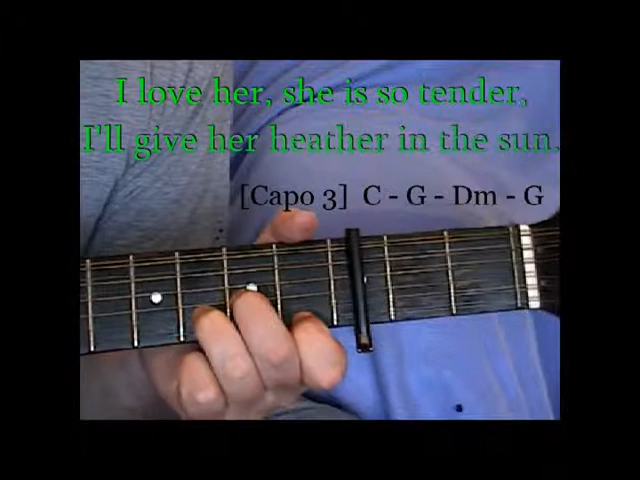 I love her, she is so tender,
I'll give her heather in the sun.
[Capo 3] C - G - Dm - G